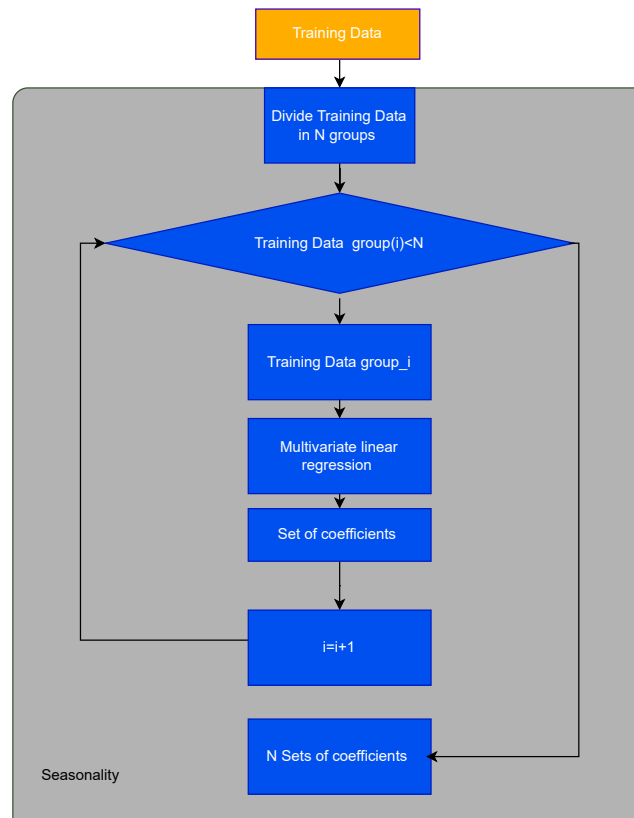 Training Data
Divide Training Data
in N groups
Training Data  group(i)<N
Training Data group_i
Multivariate linear
regression
Set of coefficients
i=i+1
N Sets of coefficients
Seasonality